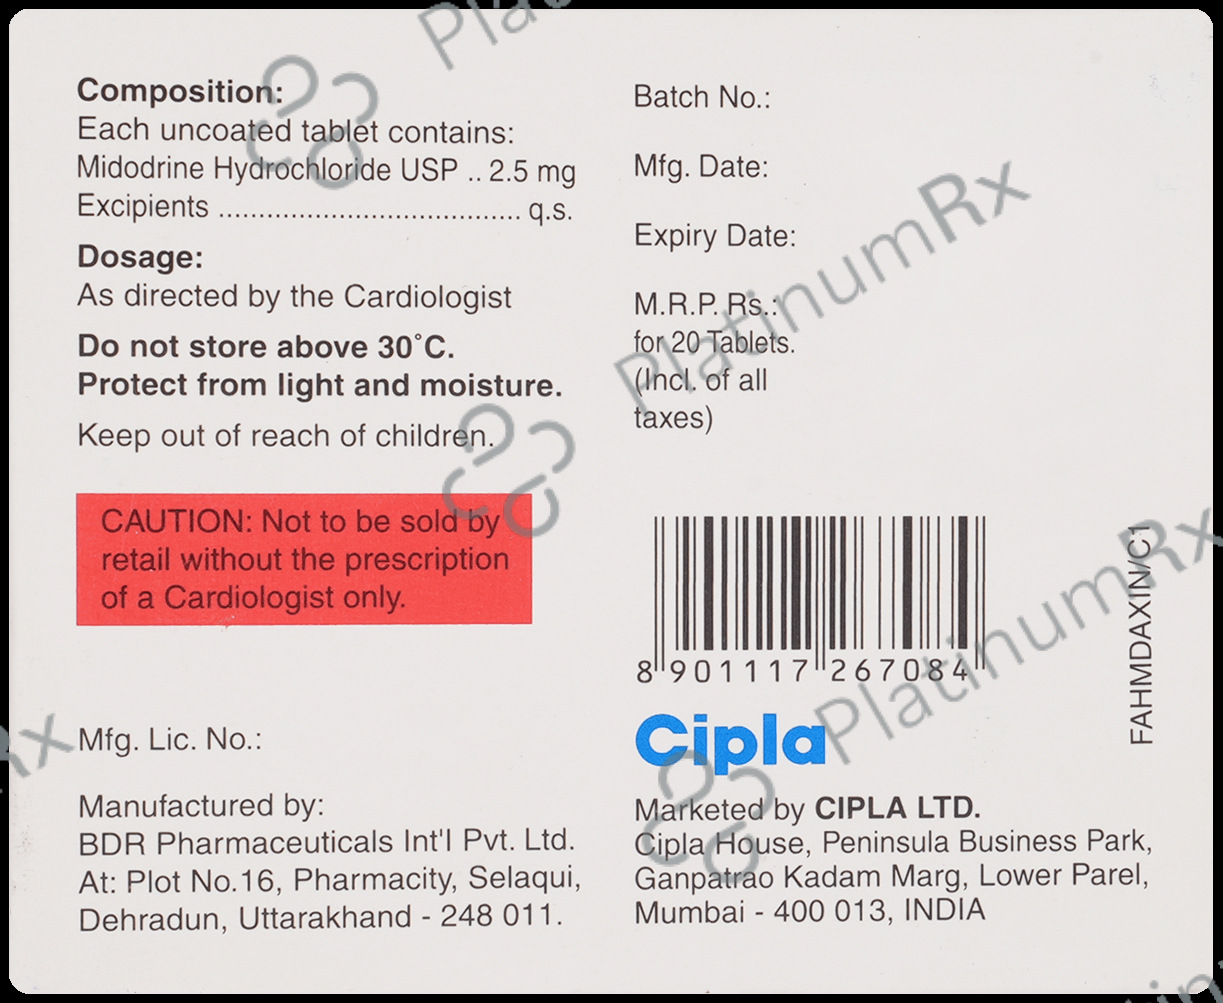 Composition:
Each uncoated tablet contains:
Midodrine Hydrochloride USP .. 2.5 mg
Excipients ..................................... q.s.
Dosage:
As directed by the Cardiologist
Do not store above 30°C.
Protect from light and moisture.
Keep out of reach of children.
CAUTION: Not to be sold by
retail without the prescription
of a Cardiologist only.
Mfg. Lic. No.:
Manufactured by:
BDR Pharmaceuticals Int'l Pvt. Ltd.
At: Plot No.16, Pharmacity, Selaqui,
Dehradun, Uttarakhand - 248 011.
Batch No.:
Mfg. Date:
Expiry Date:
M.R.P. Rs.:
for 20 Tablets.
(Incl. of all
taxes)
8 901117 267084
Cipla
Marketed by CIPLA LTD.
Cipla House, Peninsula Business Park,
Ganpatrao Kadam Marg, Lower Parel,
Mumbai - 400 013, INDIA
FAHMDAXIN/C1
PlatinumRx
PlatinumRx